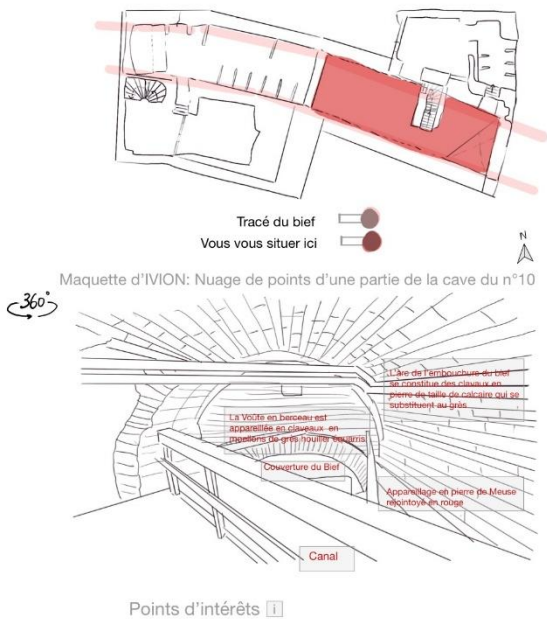 Tracé du bief
Vous vous situer ici
N
Maquette d'IVION: Nuage de points d'une partie de la cave du n°10
360°
L'arc de l'embouchure du bief
se constitue des clavaux en
pierre de taille de calcaire qui se
substituent au grès
La Voûte en berceau est
appareillée en claveaux en
moellons de grès houiller équarris
Couverture du Bief
Appareillage en pierre de Meuse
rejointoyé en rouge
Canal
Points d'intérêts i